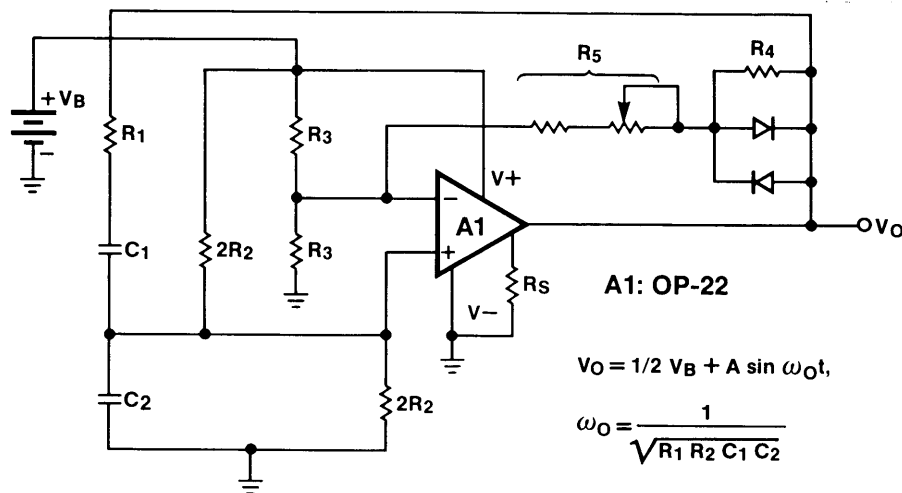 R5
R4
+VB
−
R1
R3
V+
−
A1
+
VO
C1
2R2
R3
RS
A1: OP-22
V−
C2
2R2
VO = 1/2 VB + A sin ωOt,
ωO = 1
√R1 R2 C1 C2